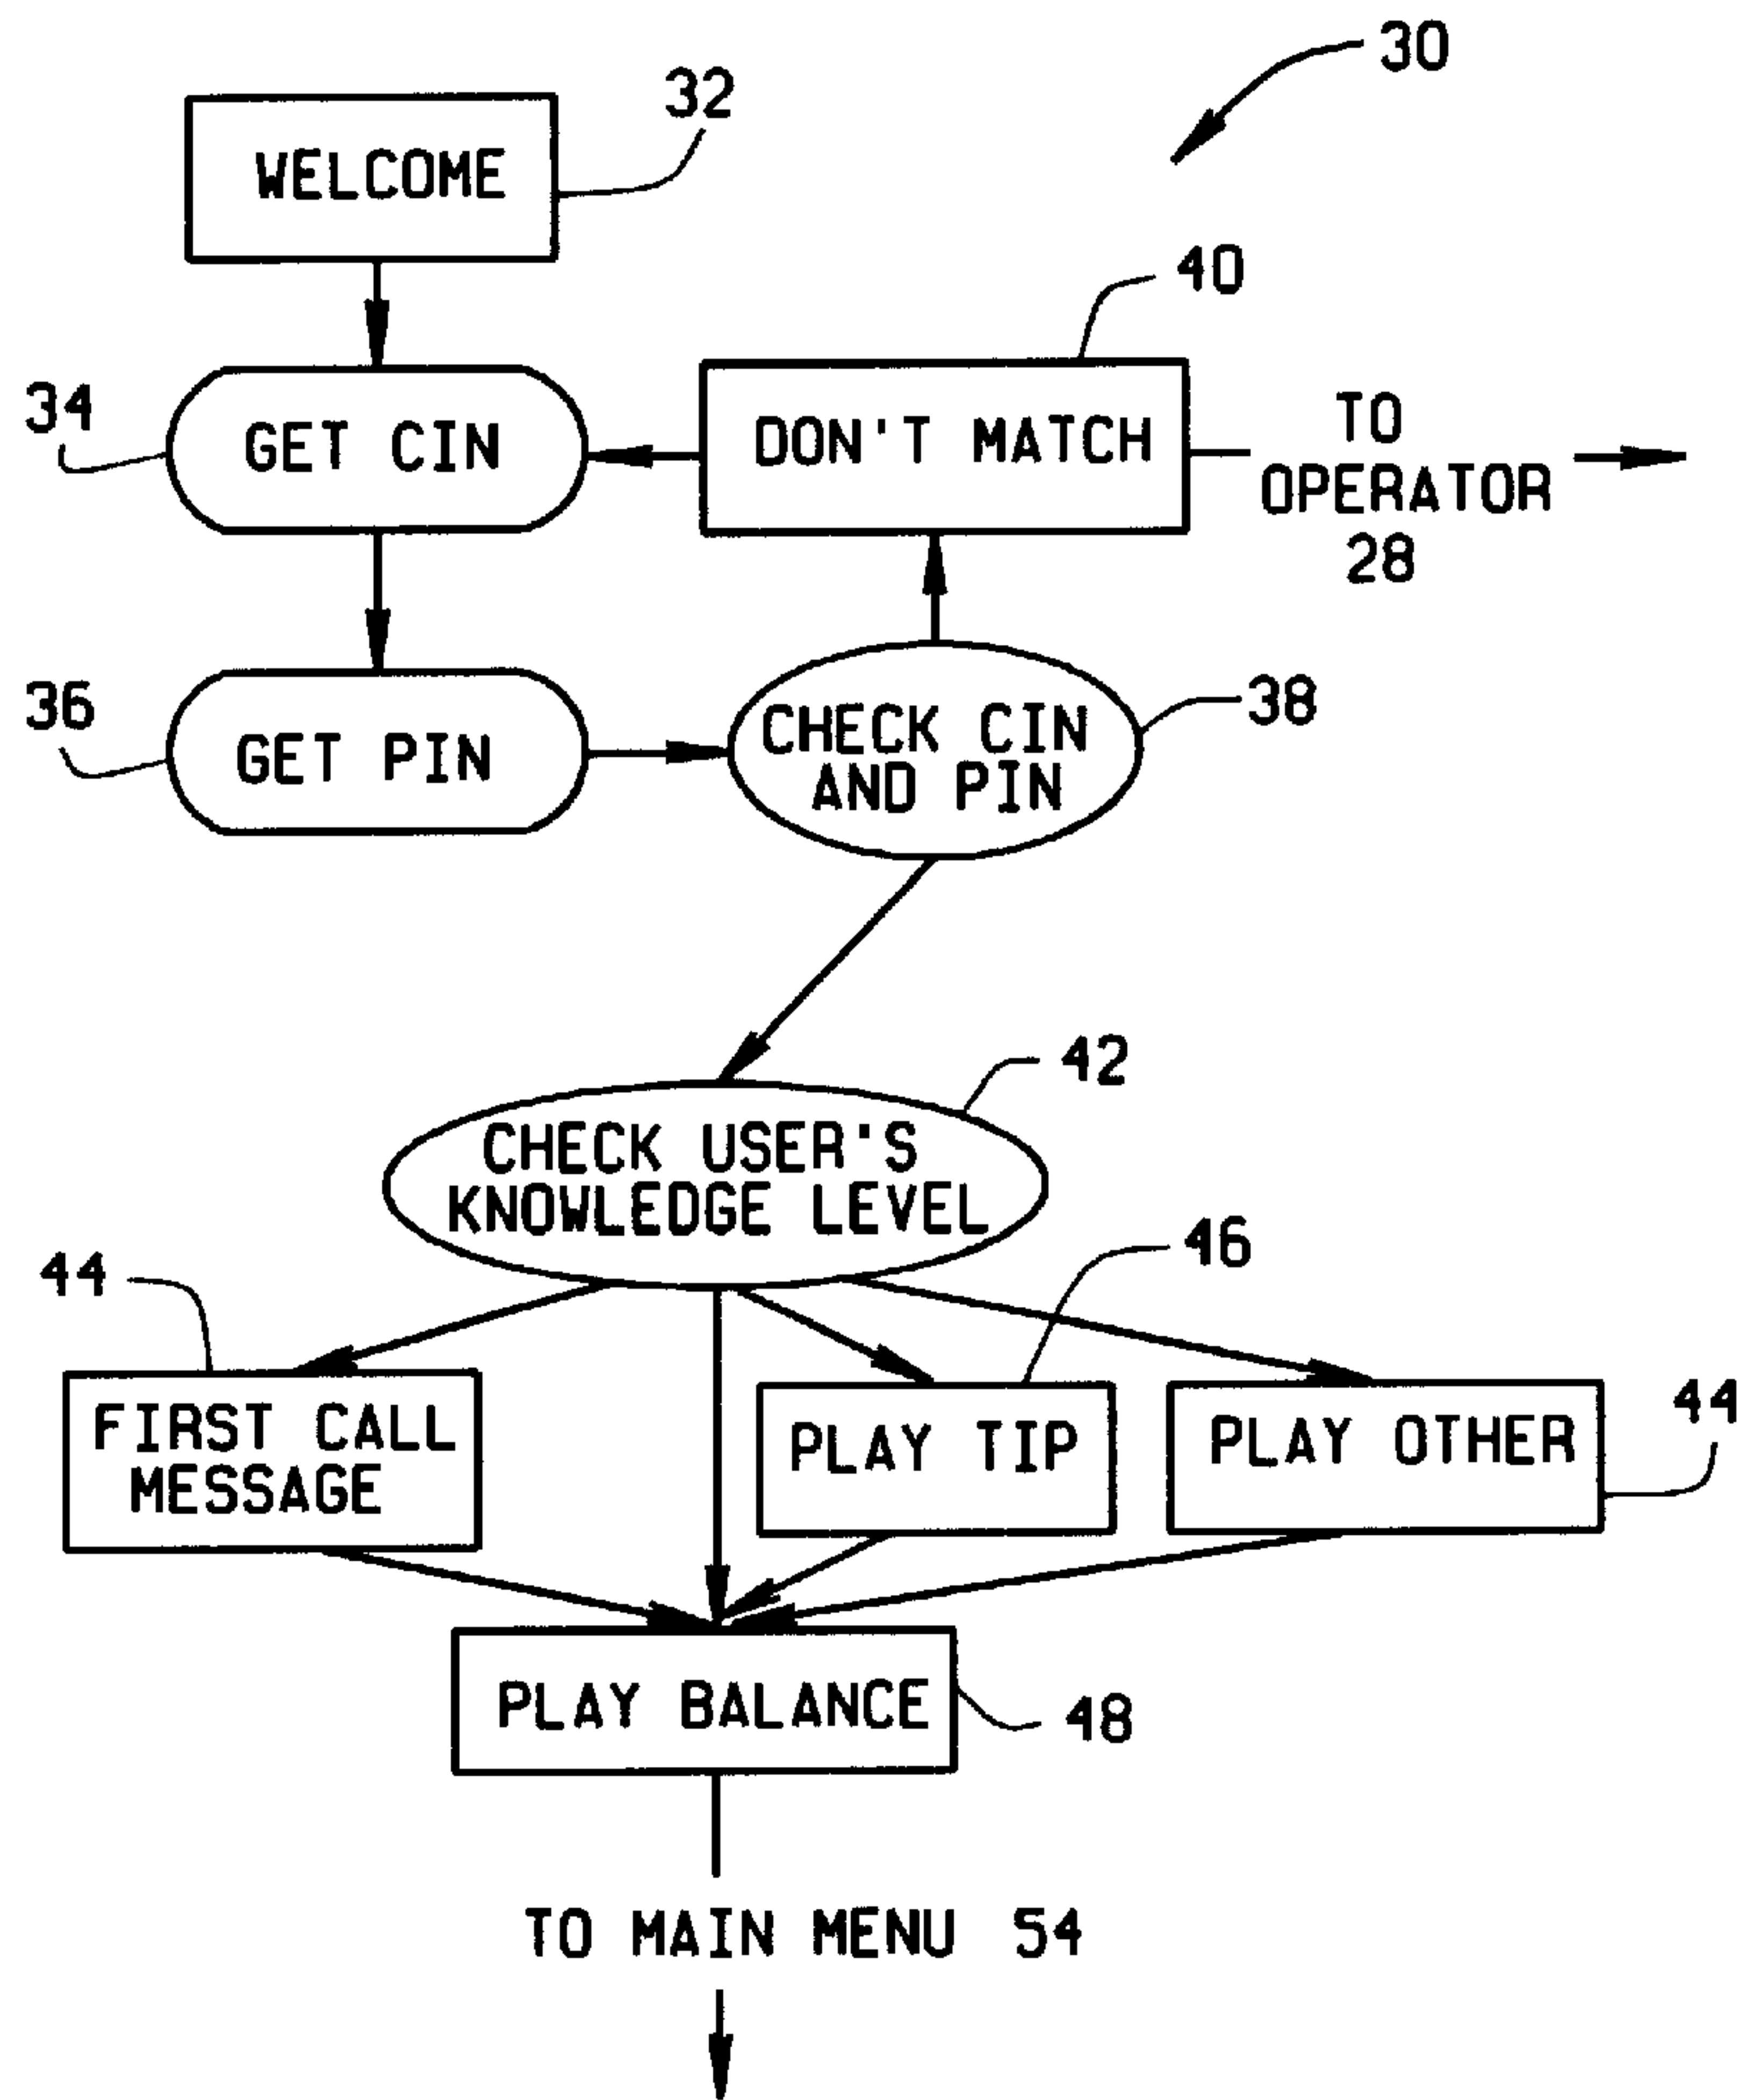 30
32
WELCOME
40
34
GET CIN
DON'T MATCH
TO
OPERATOR
28
36
GET PIN
CHECK CIN
AND PIN
38
42
CHECK USER'S
KNOWLEDGE LEVEL
44
46
FIRST CALL
MESSAGE
PLAY TIP
PLAY OTHER
44
PLAY BALANCE
48
TO MAIN MENU 54